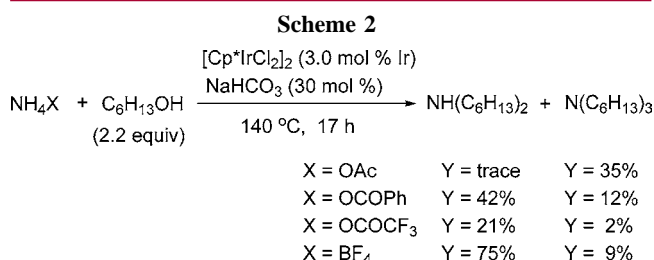 Scheme 2
[Cp*IrCl2]2 (3.0 mol % Ir)
NaHCO3 (30 mol %)
NH4X + C6H13OH NH(C6H13)2 + N(C6H13)3
(2.2 equiv)
140 °C, 17 h
X = OAc Y = trace Y = 35%
X = OCOPh Y = 42% Y = 12%
X = OCOCF3 Y = 21% Y = 2%
X = BF4 Y = 75% Y = 9%